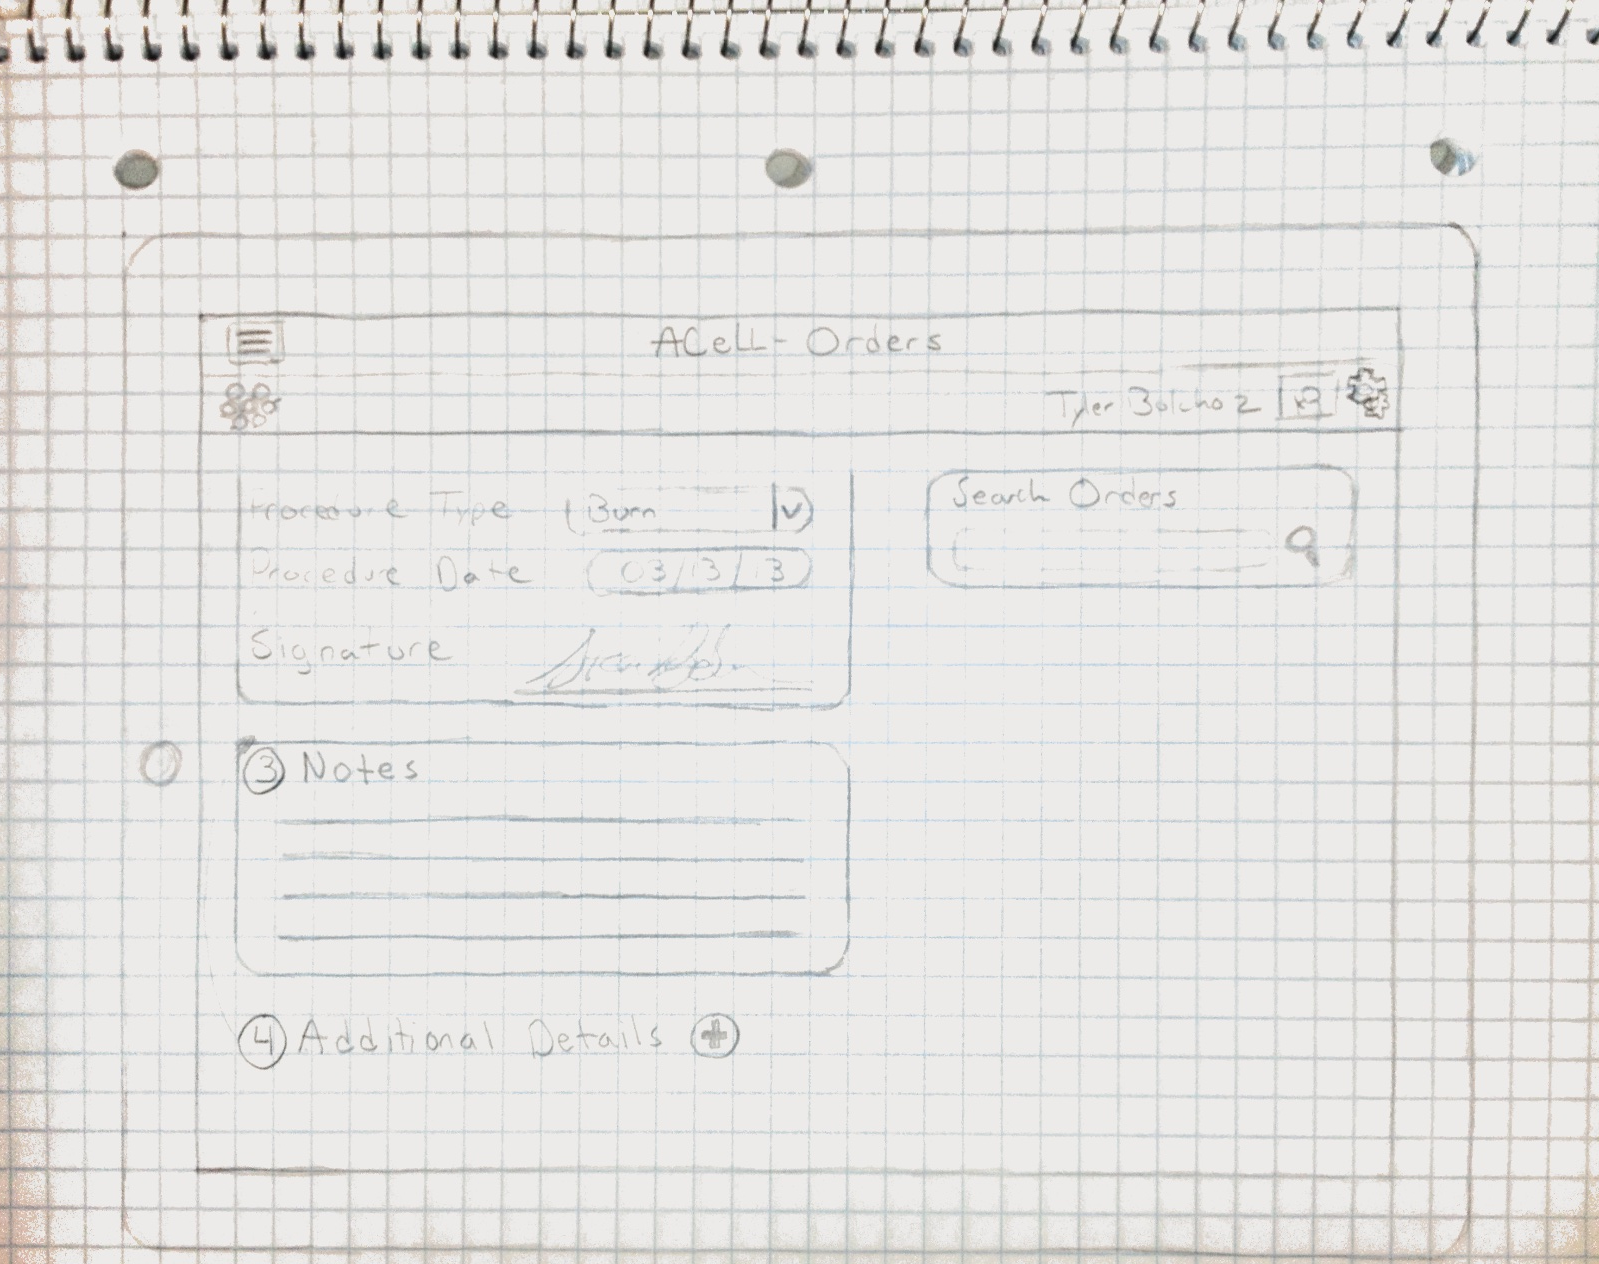 ACell - Orders
Tyler Bolcho z
Procedure Type Burn
Search Orders
Procedure Date 03/13/13
Signature
3 Notes
4 Additional Details +